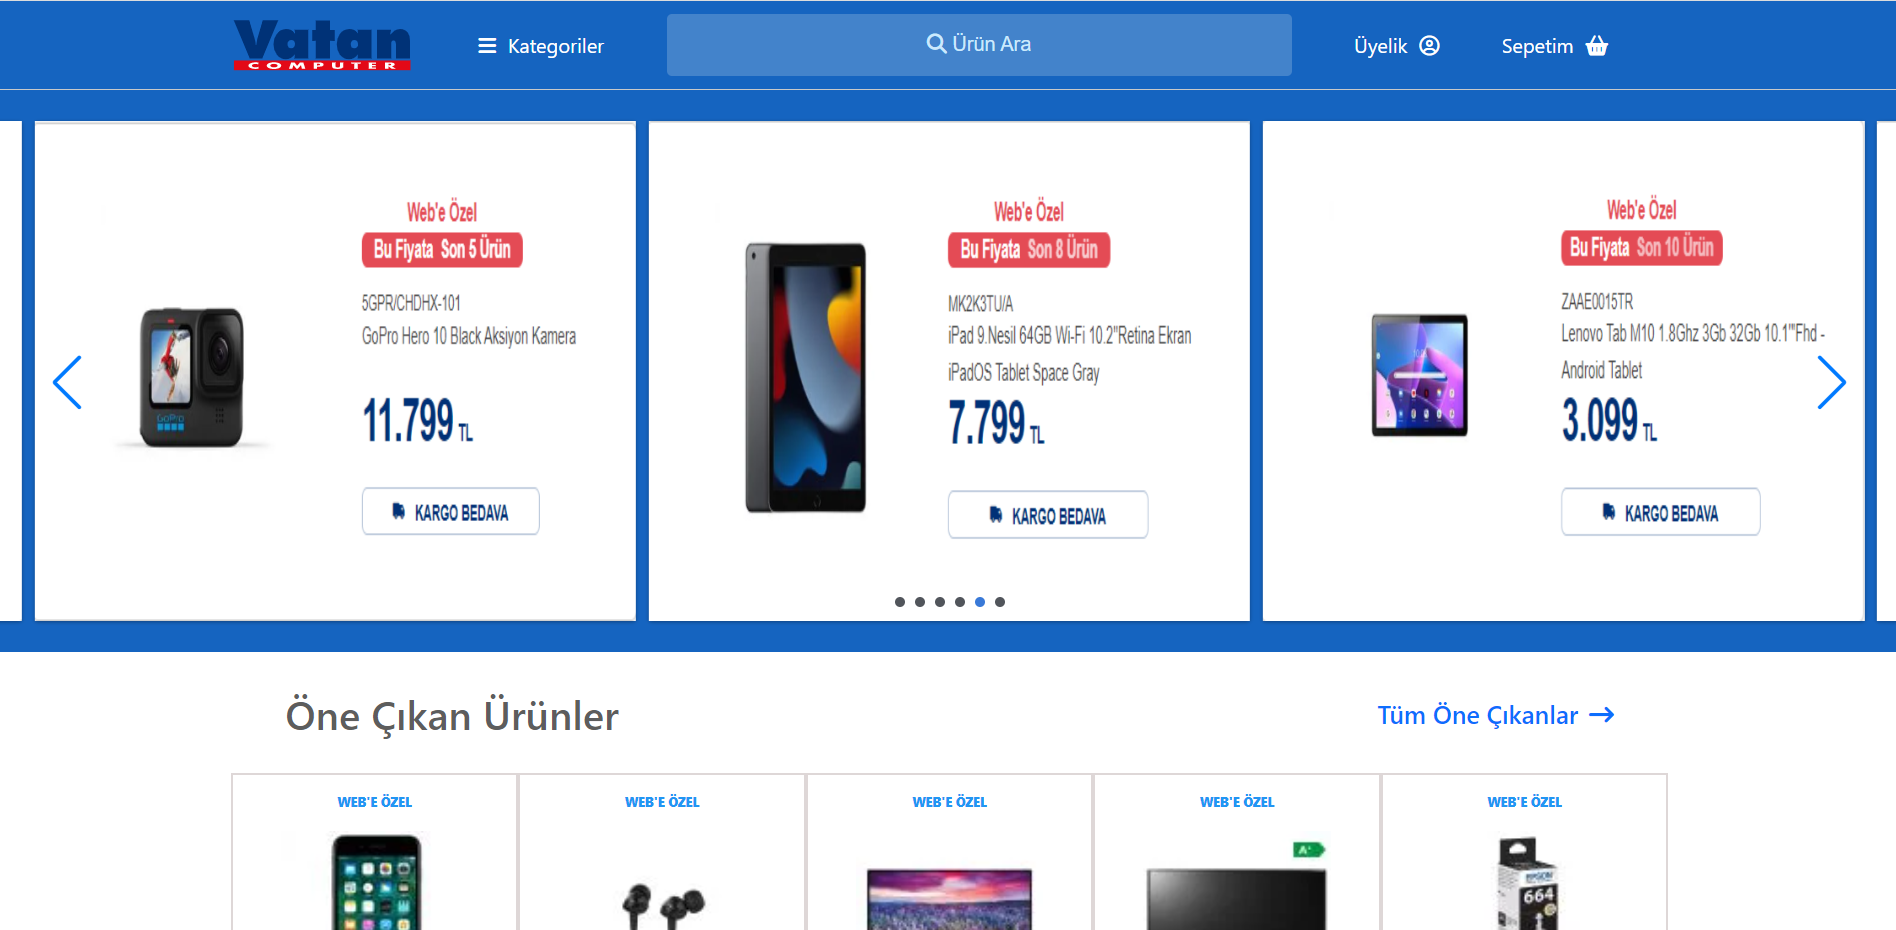 Vatan
COMPUTER
Kategoriler
Ürün Ara
Üyelik
Sepetim
Web'e Özel
Bu Fiyata Son 5 Ürün
5GPR/CHDHX-101
GoPro Hero 10 Black Aksiyon Kamera
11.799 TL
KARGO BEDAVA
GoPro
Web'e Özel
Bu Fiyata Son 8 Ürün
MK2K3TU/A
iPad 9.Nesil 64GB Wi-Fi 10.2"Retina Ekran
iPadOS Tablet Space Gray
7.799 TL
KARGO BEDAVA
Web'e Özel
Bu Fiyata Son 10 Ürün
ZAAE0015TR
Lenovo Tab M10 1.8Ghz 3Gb 32Gb 10.1'"Fhd -
Android Tablet
3.099 TL
KARGO BEDAVA
Öne Çıkan Ürünler
Tüm Öne Çıkanlar
WEB'E ÖZEL
WEB'E ÖZEL
WEB'E ÖZEL
WEB'E ÖZEL
WEB'E ÖZEL
A+
EPSON
664